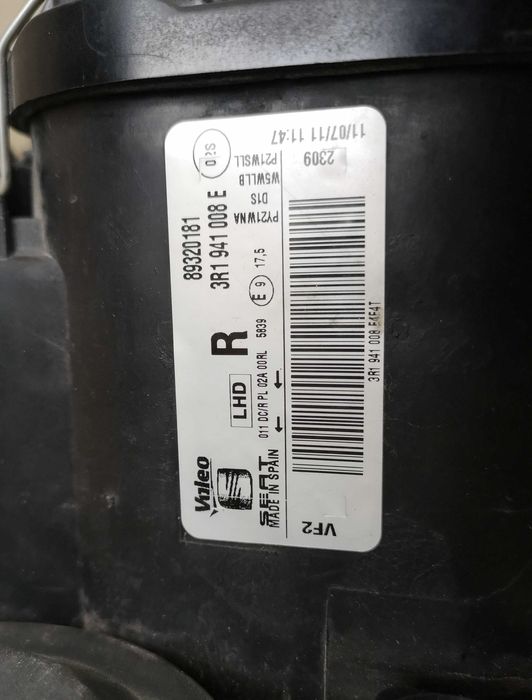 Valeo
SEAT
MADE IN SPAIN
LHD
R
89320181
3R1 941 008 E
011 DC/R PL 02A 00RL 5839
E 9 17,5
PY21WNA
D1S
W5WLLB
P21WSLL
2309
11/07/11 11:47
3R1 941 008 E4F4T
VF2